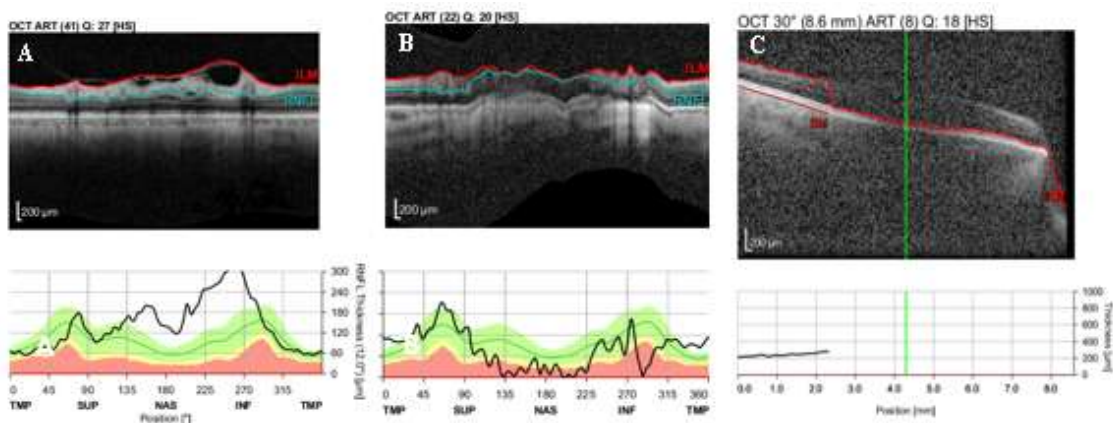 OCT ART (41) Q: 27 [HS]
A
ILM
RNFL
200 µm
OCT ART (22) Q: 20 [HS]
B
ILM
RNFL
200 µm
OCT 30° (8.6 mm) ART (8) Q: 18 [HS]
C
200 µm
300
240
180
120
60
0
RNFL Thickness (12.0°) [µm]
0 45 90 135 180 225 270 315
TMP SUP NAS INF TMP
Position [°]
0 45 90 135 180 225 270 315 360
TMP SUP NAS INF TMP
1000
800
600
400
200
0
Thickness [µm]
0.0 1.0 2.0 3.0 4.0 5.0 6.0 7.0 8.0
Position [mm]